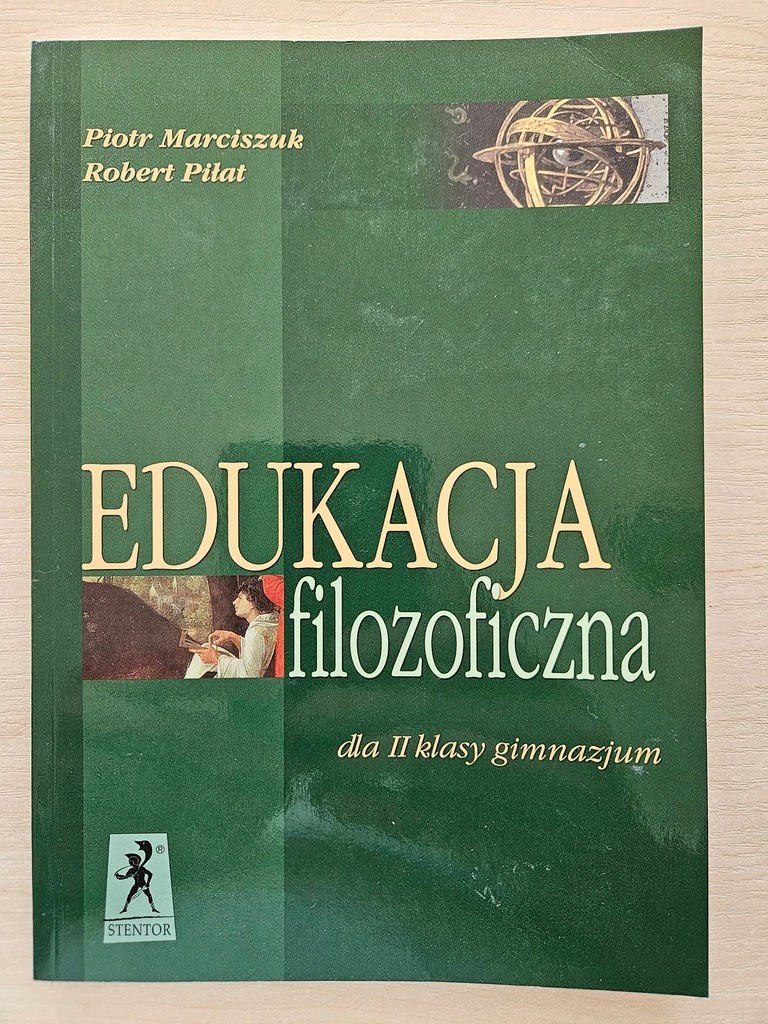 Piotr Marciszuk
Robert Piłat
EDUKACJA
filozoficzna
dla II klasy gimnazjum
®
STENTOR